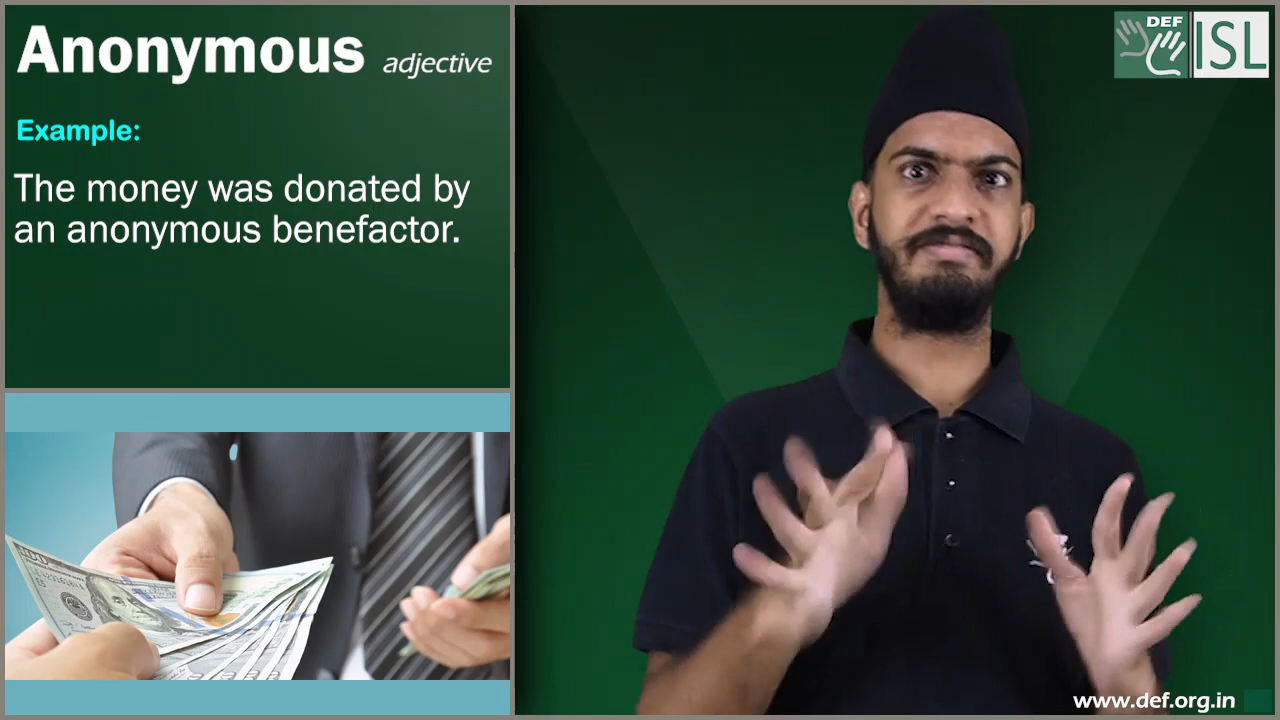 Anonymous adjective
Example:
The money was donated by
an anonymous benefactor.
DEF
ISL
www.def.org.in